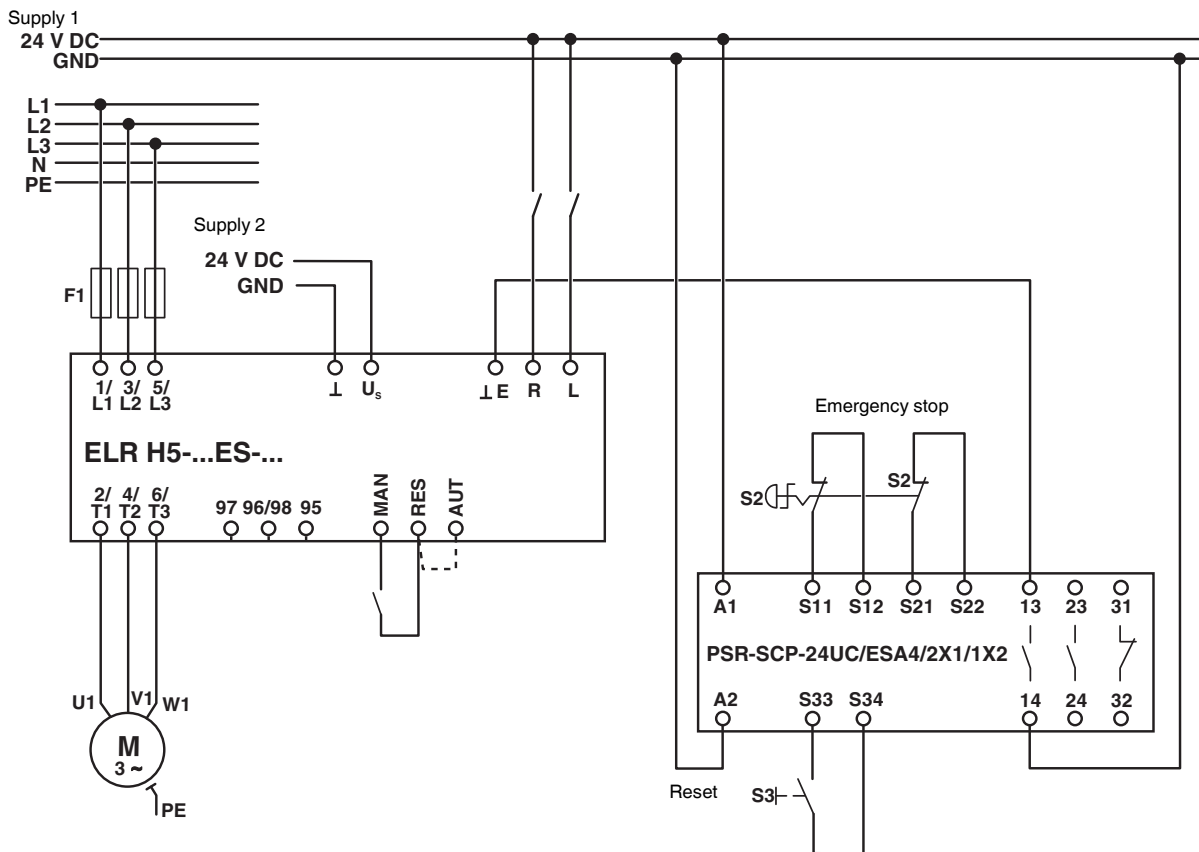 Supply 1
24 V DC
GND
L1
L2
L3
N
PE
Supply 2
24 V DC
GND
F1
1/ 3/ 5/
L1 L2 L3
⊥ Us ⊥ E R L
ELR H5-...ES-...
Emergency stop
S2 S2
2/ 4/ 6/
T1 T2 T3
97 96/98 95
MAN RES AUT
A1 S11 S12 S21 S22 13 23 31
PSR-SCP-24UC/ESA4/2X1/1X2
A2 S33 S34 14 24 32
U1 V1 W1
M
3 ~
PE
Reset
S3